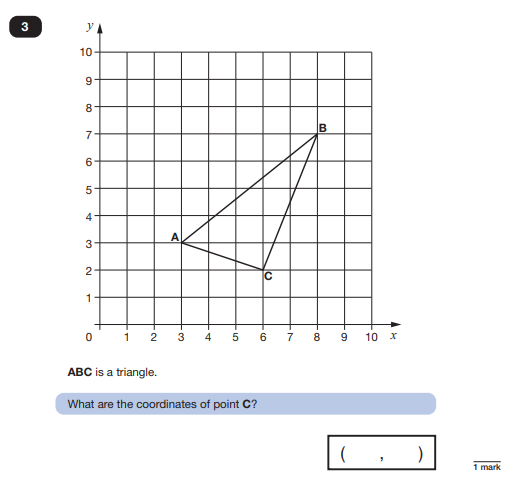 3
y
10
9
8
7
6
5
4
3
2
1
B
A
C
0 1 2 3 4 5 6 7 8 9 10 x
ABC is a triangle.
What are the coordinates of point C?
( , )
1 mark